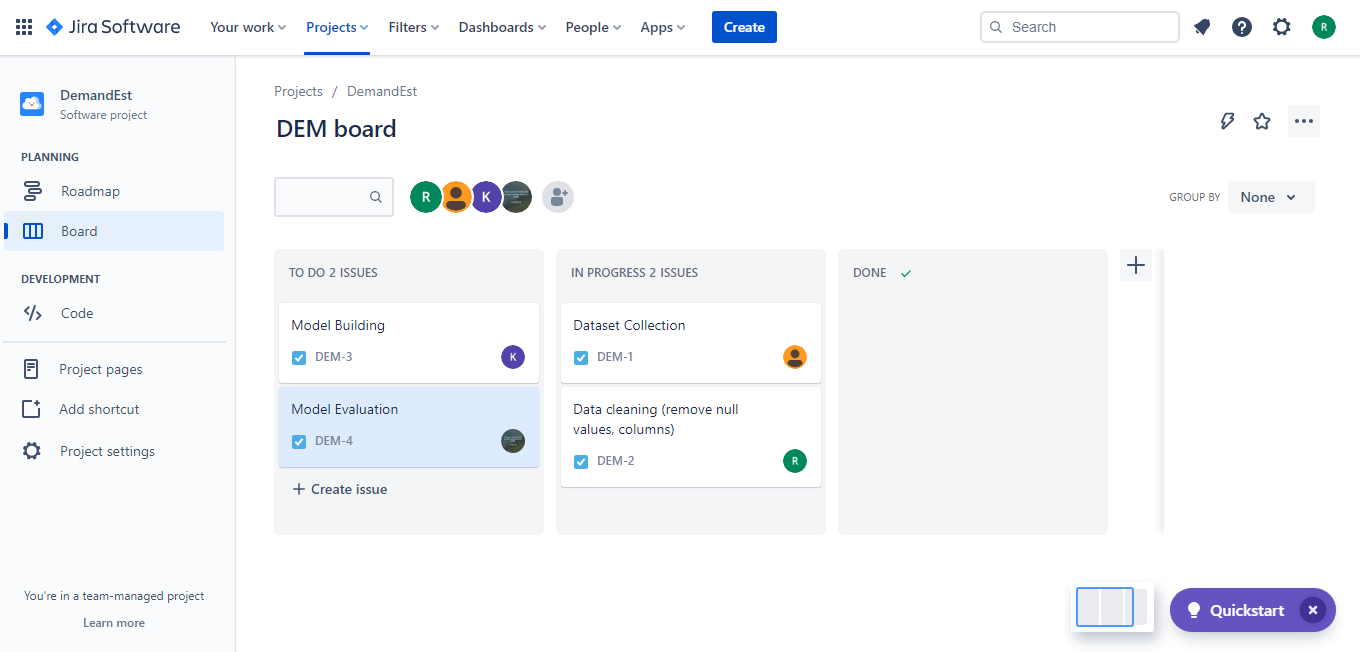 Jira Software
Your work
Projects
Filters
Dashboards
People
Apps
Create
Search
R
DemandEst
Software project
PLANNING
Roadmap
Board
DEVELOPMENT
Code
Project pages
Add shortcut
Project settings
You're in a team-managed project
Learn more
Projects / DemandEst
DEM board
R
K
GROUP BY
None
TO DO 2 ISSUES
Model Building
DEM-3
K
Model Evaluation
DEM-4
+ Create issue
IN PROGRESS 2 ISSUES
Dataset Collection
DEM-1
Data cleaning (remove null
values, columns)
DEM-2
R
DONE
Quickstart